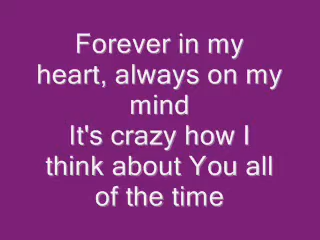 Forever in my
heart, always on my
mind
It's crazy how I
think about You all
of the time